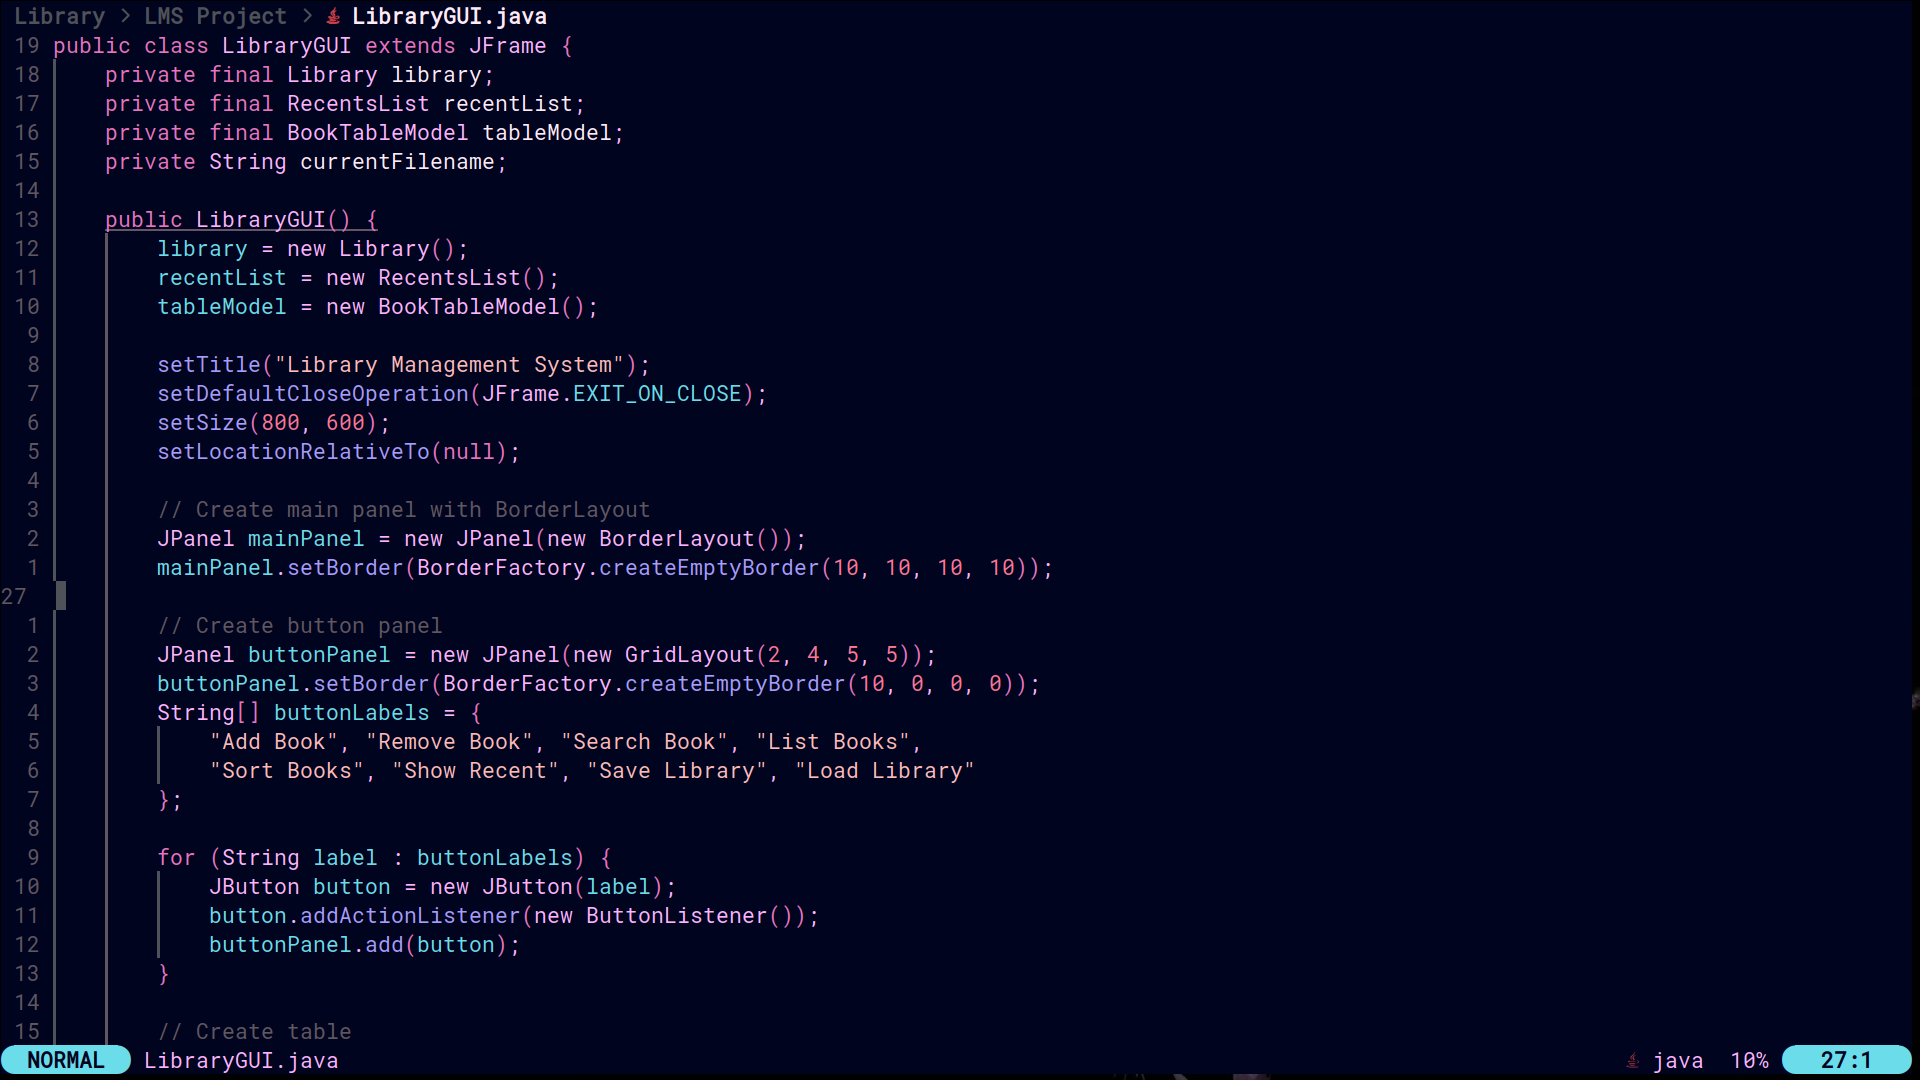 Library > LMS Project > LibraryGUI.java
19 public class LibraryGUI extends JFrame {
18     private final Library library;
17     private final RecentsList recentList;
16     private final BookTableModel tableModel;
15     private String currentFilename;
14
13     public LibraryGUI() {
12         library = new Library();
11         recentList = new RecentsList();
10         tableModel = new BookTableModel();
9
8         setTitle("Library Management System");
7         setDefaultCloseOperation(JFrame.EXIT_ON_CLOSE);
6         setSize(800, 600);
5         setLocationRelativeTo(null);
4
3         // Create main panel with BorderLayout
2         JPanel mainPanel = new JPanel(new BorderLayout());
1         mainPanel.setBorder(BorderFactory.createEmptyBorder(10, 10, 10, 10));
27
1         // Create button panel
2         JPanel buttonPanel = new JPanel(new GridLayout(2, 4, 5, 5));
3         buttonPanel.setBorder(BorderFactory.createEmptyBorder(10, 0, 0, 0));
4         String[] buttonLabels = {
5             "Add Book", "Remove Book", "Search Book", "List Books",
6             "Sort Books", "Show Recent", "Save Library", "Load Library"
7         };
8
9         for (String label : buttonLabels) {
10             JButton button = new JButton(label);
11             button.addActionListener(new ButtonListener());
12             buttonPanel.add(button);
13         }
14
15         // Create table
NORMAL LibraryGUI.java java 10% 27:1